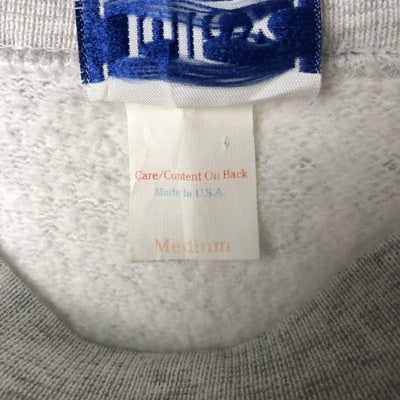 Care/Content On Back
Made In U.S.A.
Medium